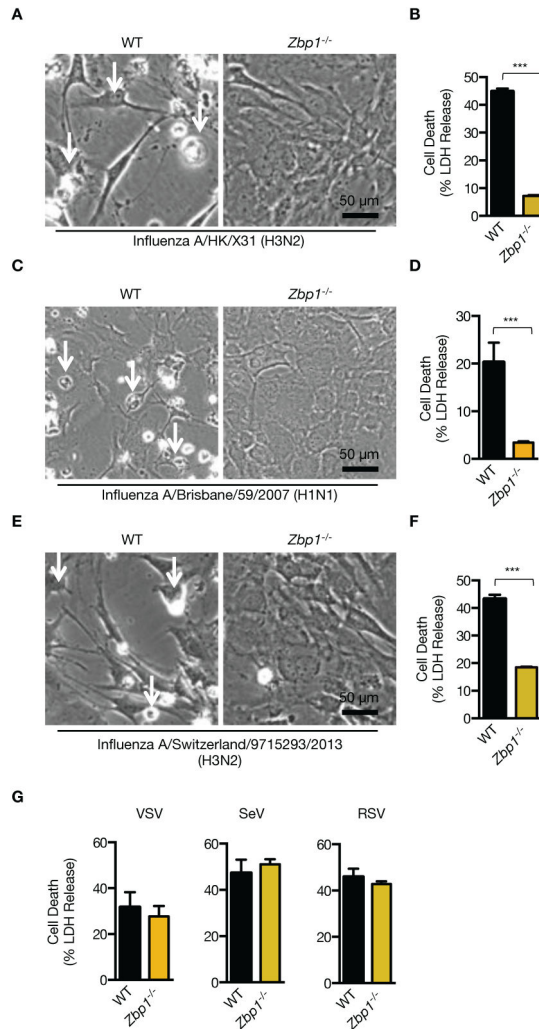 A
WT
Zbp1-/-
50 µm
Influenza A/HK/X31 (H3N2)
B
Cell Death
(% LDH Release)
50
40
30
20
10
0
***
WT
Zbp1-/-
C
WT
Zbp1-/-
50 µm
Influenza A/Brisbane/59/2007 (H1N1)
D
Cell Death
(% LDH Release)
30
20
10
0
***
WT
Zbp1-/-
E
WT
Zbp1-/-
50 µm
Influenza A/Switzerland/9715293/2013
(H3N2)
F
Cell Death
(% LDH Release)
50
40
30
20
10
0
***
WT
Zbp1-/-
G
VSV
Cell Death
(% LDH Release)
60
40
20
0
WT
Zbp1-/-
SeV
60
40
20
0
WT
Zbp1-/-
RSV
60
40
20
0
WT
Zbp1-/-